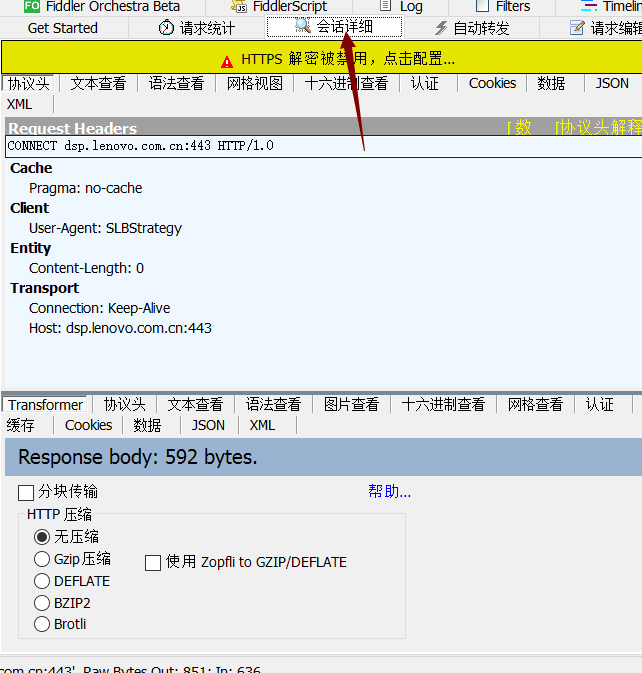 Fiddler Orchestra Beta FiddlerScript Log Filters Timelin
Get Started 请求统计 会话详细 自动转发 请求编辑
HTTPS 解密被禁用，点击配置...
协议头 文本查看 语法查看 网格视图 十六进制查看 认证 Cookies 数据 JSON
XML
Request Headers [ 数 [协议头解释
CONNECT dsp.lenovo.com.cn:443 HTTP/1.0
Cache
Pragma: no-cache
Client
User-Agent: SLBStrategy
Entity
Content-Length: 0
Transport
Connection: Keep-Alive
Host: dsp.lenovo.com.cn:443
Transformer 协议头 文本查看 语法查看 图片查看 十六进制查看 网格查看 认证
缓存 Cookies 数据 JSON XML
Response body: 592 bytes.
分块传输 帮助...
HTTP 压缩
无压缩
Gzip 压缩 使用 Zopfli to GZIP/DEFLATE
DEFLATE
BZIP2
Brotli
com.cn:443'. Raw Bytes Out: 851; In: 636